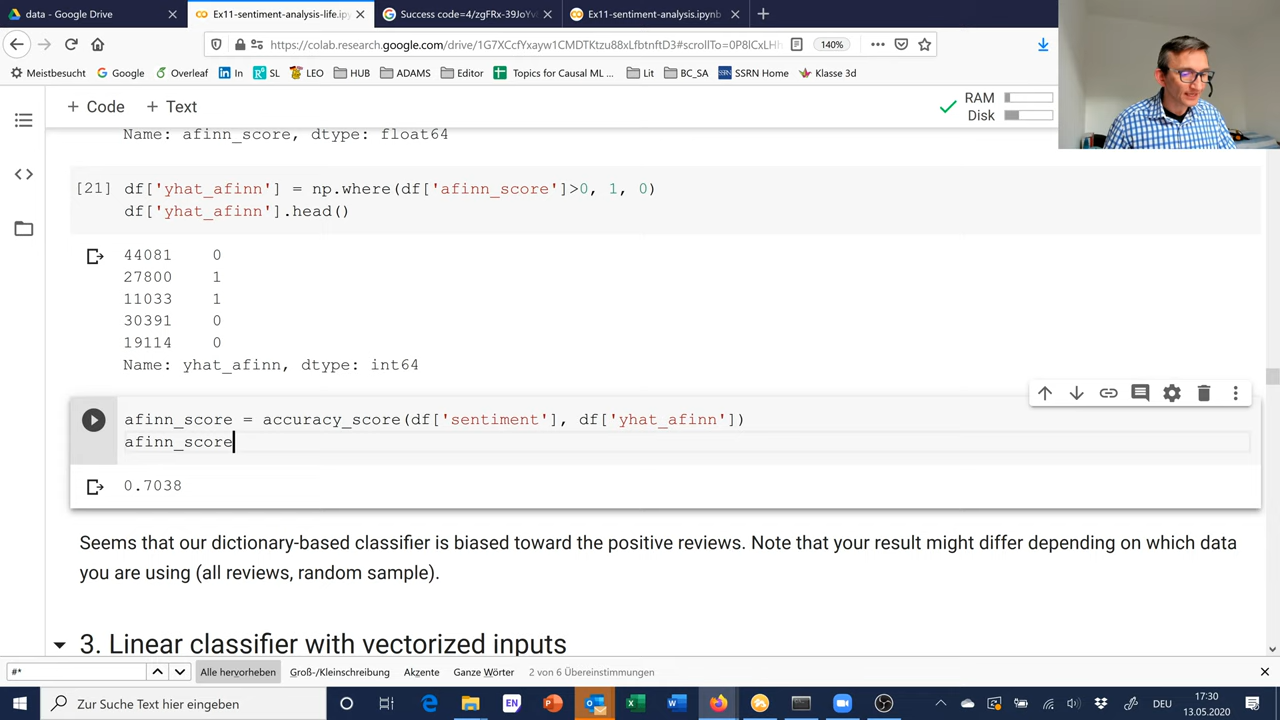 data - Google Drive
Ex11-sentiment-analysis-life.ipy
Success code=4/zgFRx-39JoYv
Ex11-sentiment-analysis.ipynb
https://colab.research.google.com/drive/1G7XCcfYxayw1CMDTKtzu88xLfbtnftD3#scrollTo=0P8lCxLH
140%
Meistbesucht
Google
Overleaf
In
SL
LEO
HUB
ADAMS
Editor
Topics for Causal ML ...
Lit
BC_SA
SSRN Home
Klasse 3d
+ Code + Text
RAM
Disk
Name: afinn_score, dtype: float64
[21] df['yhat_afinn'] = np.where(df['afinn_score']>0, 1, 0)
df['yhat_afinn'].head()
44081 0
27800 1
11033 1
30391 0
19114 0
Name: yhat_afinn, dtype: int64
afinn_score = accuracy_score(df['sentiment'], df['yhat_afinn'])
afinn_score
0.7038
Seems that our dictionary-based classifier is biased toward the positive reviews. Note that your result might differ depending on which data
you are using (all reviews, random sample).
3. Linear classifier with vectorized inputs
#*
Alle hervorheben
Groß-/Kleinschreibung
Akzente
Ganze Wörter
2 von 6 Übereinstimmungen
Zur Suche Text hier eingeben
EN
DEU
17:30
13.05.2020